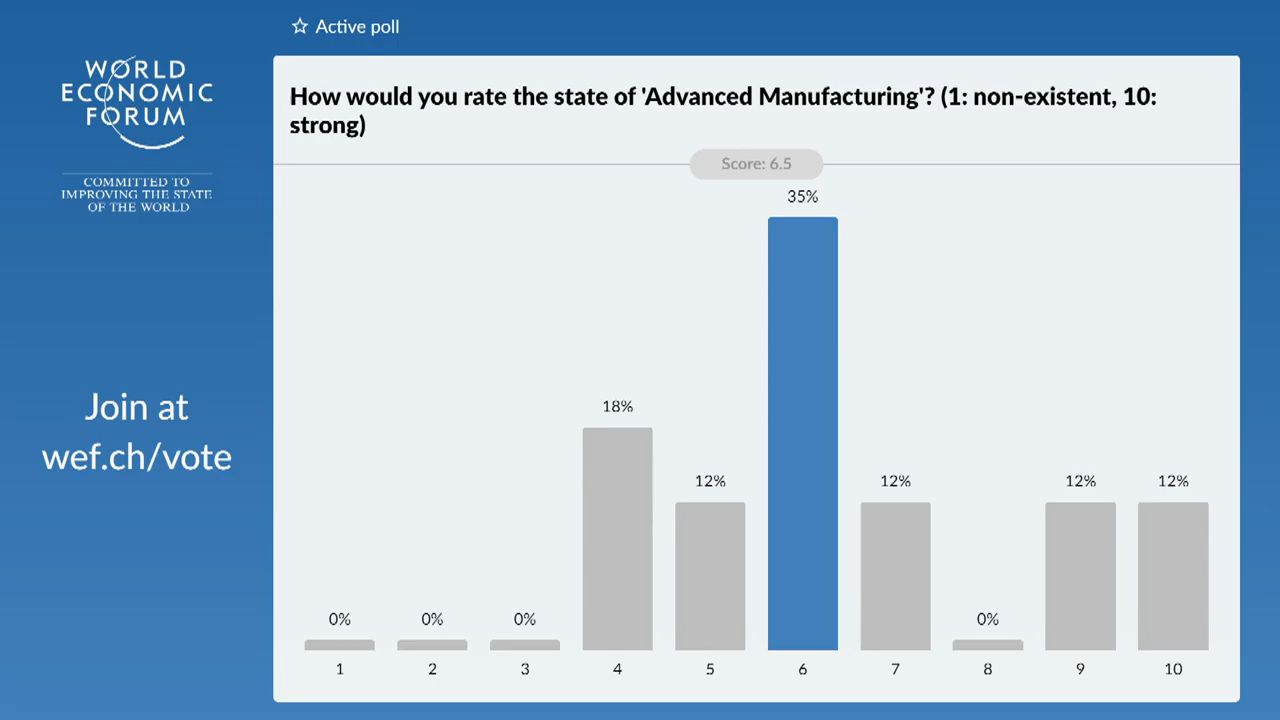 Active poll
WORLD
ECONOMIC
FORUM
COMMITTED TO
IMPROVING THE STATE
OF THE WORLD
Join at
wef.ch/vote
How would you rate the state of 'Advanced Manufacturing'? (1: non-existent, 10:
strong)
Score: 6.5
0% 0% 0% 18% 12% 35% 12% 0% 12% 12%
1 2 3 4 5 6 7 8 9 10